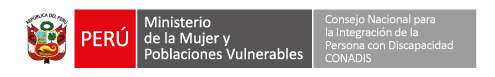 REPÚBLICA DEL PERÚ
PERÚ
Ministerio
de la Mujer y
Poblaciones Vulnerables
Consejo Nacional para
la Integración de la
Persona con Discapacidad
CONADIS